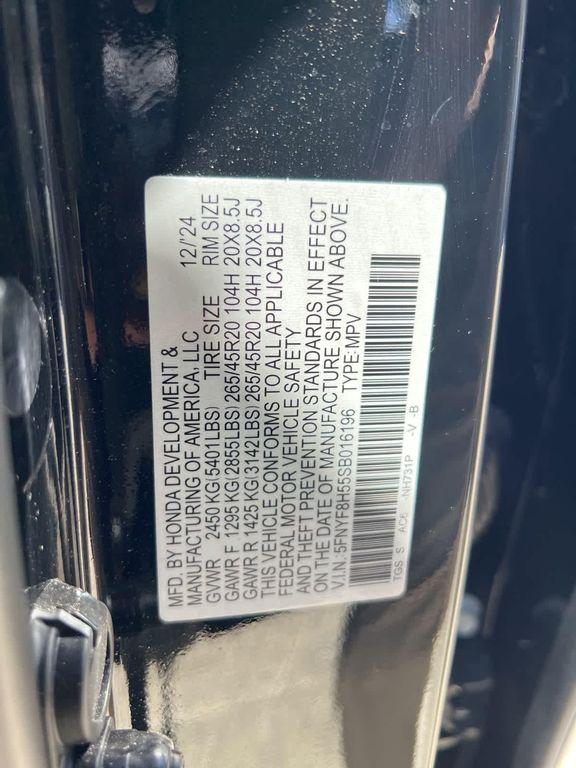 MFD. BY HONDA DEVELOPMENT &
MANUFACTURING OF AMERICA, LLC 12/'24
GVWR 2450 KG(5401LBS) TIRE SIZE RIM SIZE
GAWR F 1295 KG(2855LBS) 265/45R20 104H 20X8.5J
GAWR R 1425 KG(3142LBS) 265/45R20 104H 20X8.5J
THIS VEHICLE CONFORMS TO ALL APPLICABLE
FEDERAL MOTOR VEHICLE SAFETY
AND THEFT PREVENTION STANDARDS IN EFFECT
ON THE DATE OF MANUFACTURE SHOWN ABOVE.
V.I.N.:5FNYF8H65SB016196 TYPE:MPV
TGS S AC6 -NH731P -V -B